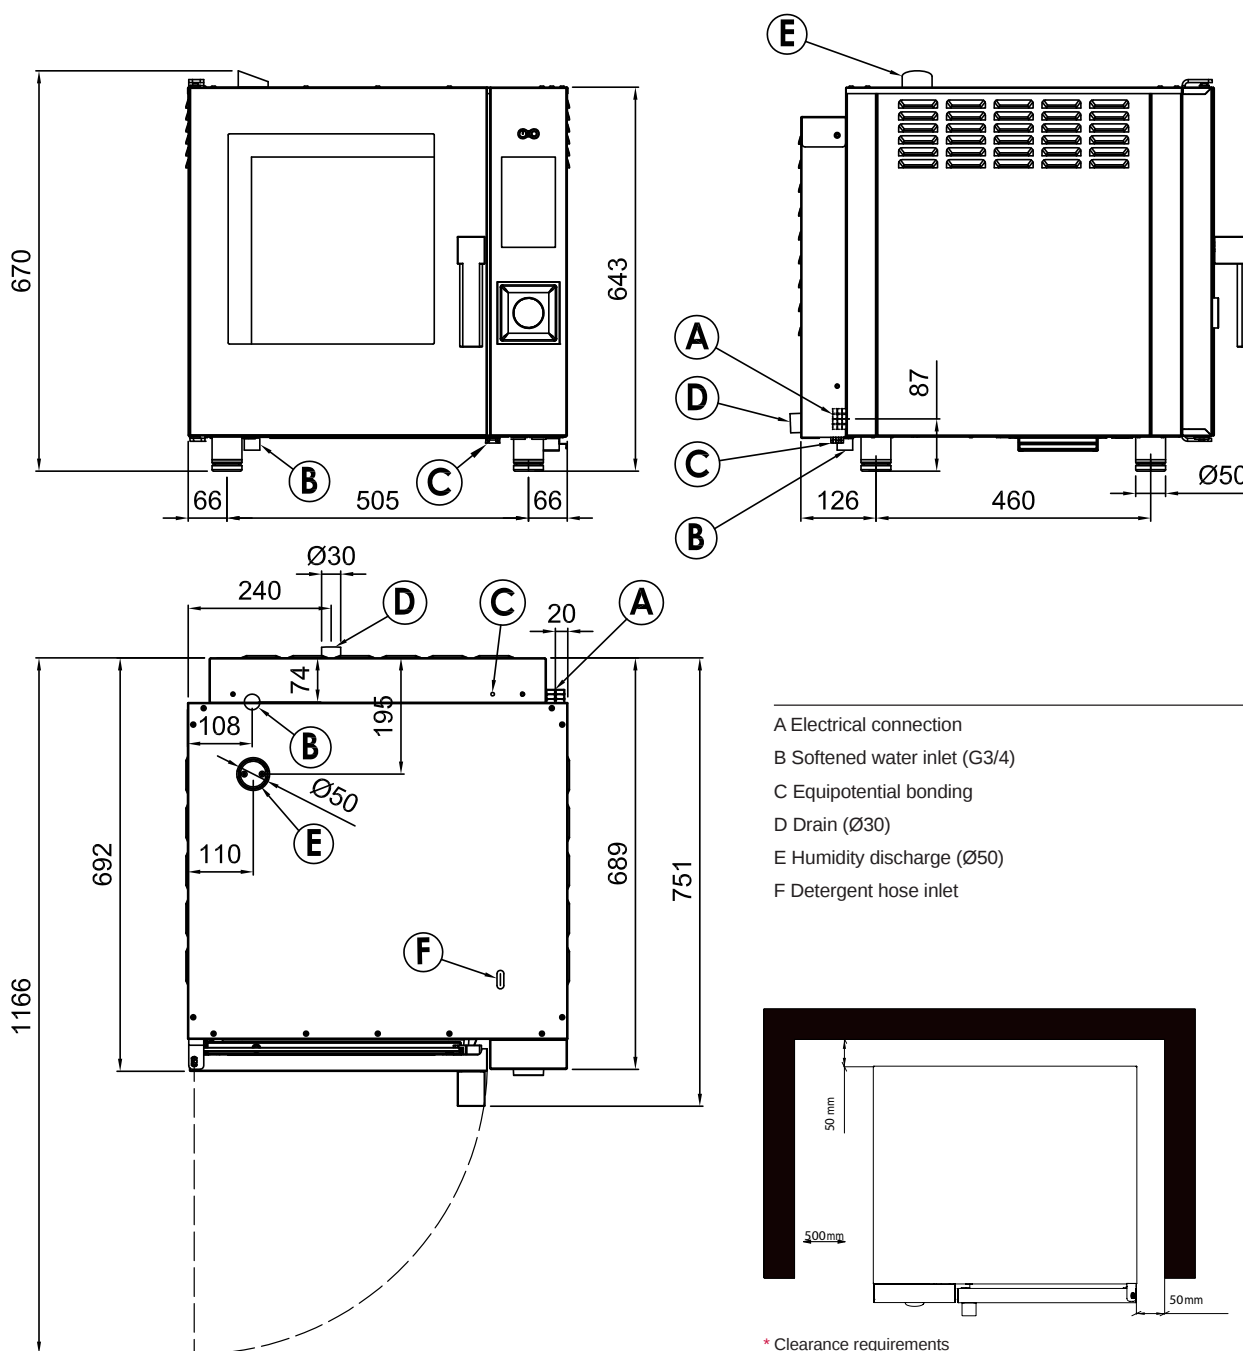 E
670
643
A
D
C
B
87
B
C
66
505
66
126
460
Ø50
Ø30
240
D
C
A
20
74
195
108
B
Ø50
E
110
692
689
751
1166
F
A Electrical connection
B Softened water inlet (G3/4)
C Equipotential bonding
D Drain (Ø30)
E Humidity discharge (Ø50)
F Detergent hose inlet
50 mm
500mm
50mm
* Clearance requirements